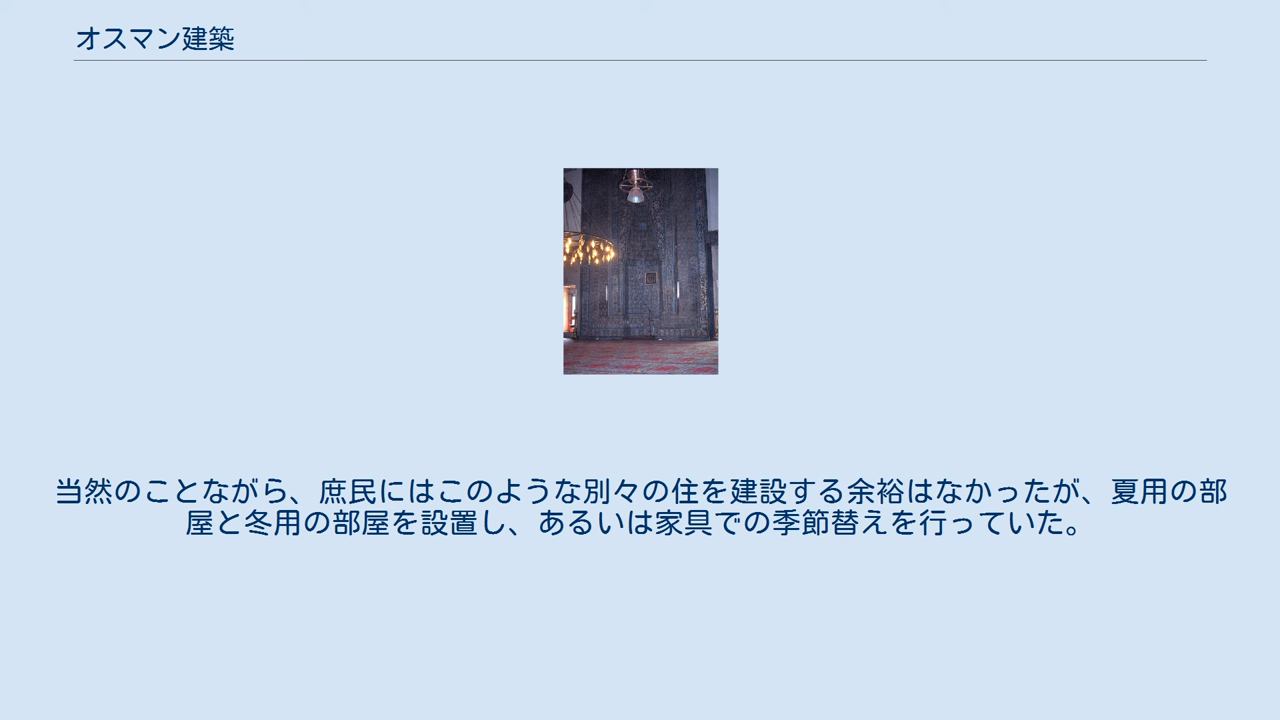 オスマン建築
当然のことながら、庶民にはこのような別々の住を建設する余裕はなかったが、夏用の部
屋と冬用の部屋を設置し、あるいは家具での季節替えを行っていた。